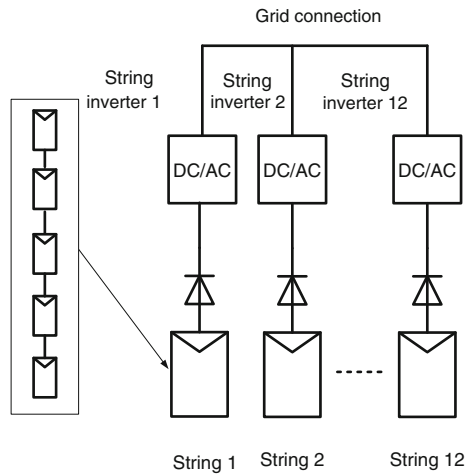 Grid connection
String
inverter 1
String
inverter 2
String
inverter 12
DC/AC
DC/AC
DC/AC
String 1
String 2
String 12